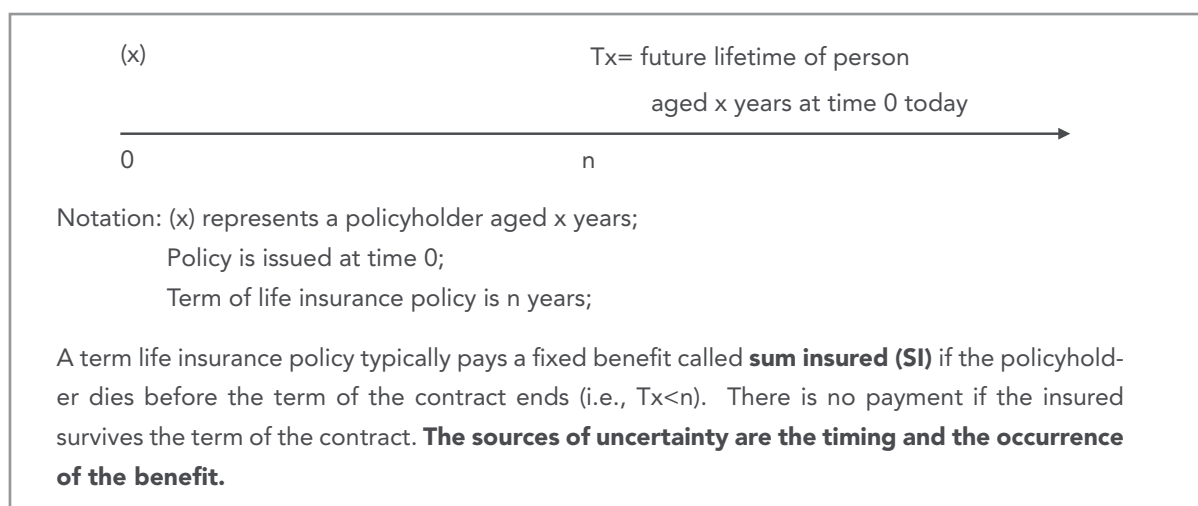 (x)
Tx= future lifetime of person
aged x years at time 0 today
0
n
Notation: (x) represents a policyholder aged x years;
Policy is issued at time 0;
Term of life insurance policy is n years;
A term life insurance policy typically pays a fixed benefit called sum insured (SI) if the policyhold-
er dies before the term of the contract ends (i.e., Tx<n).  There is no payment if the insured
survives the term of the contract. The sources of uncertainty are the timing and the occurrence
of the benefit.